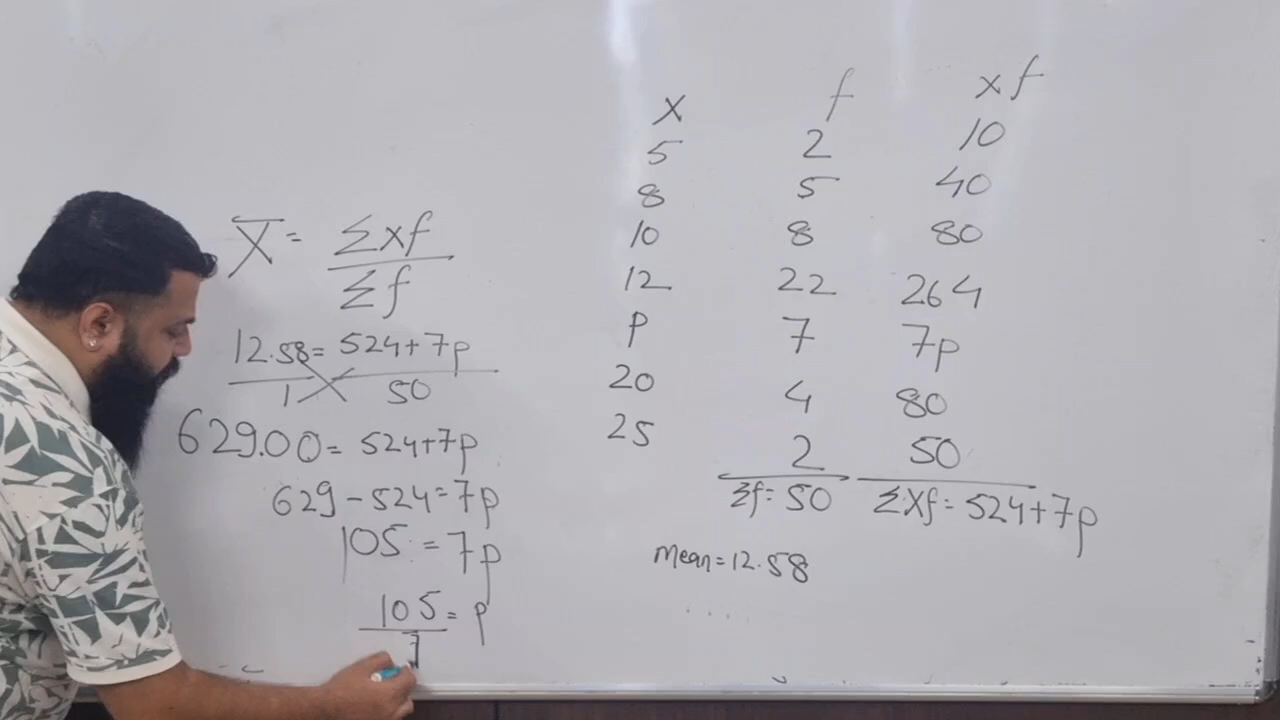 X f xf
5 2 10
8 5 40
10 8 80
12 22 264
P 7 7p
20 4 80
25 2 50
Σf = 50 Σxf = 524+7p
Mean = 12.58
X̅ = Σxf / Σf
12.58 / 1 = 524+7p / 50
629.00 = 524+7p
629 - 524 = 7p
105 = 7p
105 / 7 = p